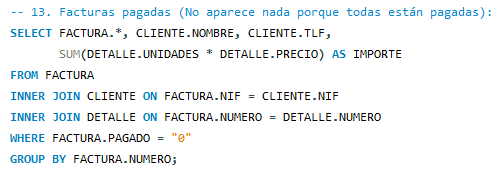 -- 13. Facturas pagadas (No aparece nada porque todas están pagadas):
SELECT FACTURA.*, CLIENTE.NOMBRE, CLIENTE.TLF,
SUM(DETALLE.UNIDADES * DETALLE.PRECIO) AS IMPORTE
FROM FACTURA
INNER JOIN CLIENTE ON FACTURA.NIF = CLIENTE.NIF
INNER JOIN DETALLE ON FACTURA.NUMERO = DETALLE.NUMERO
WHERE FACTURA.PAGADO = "0"
GROUP BY FACTURA.NUMERO;